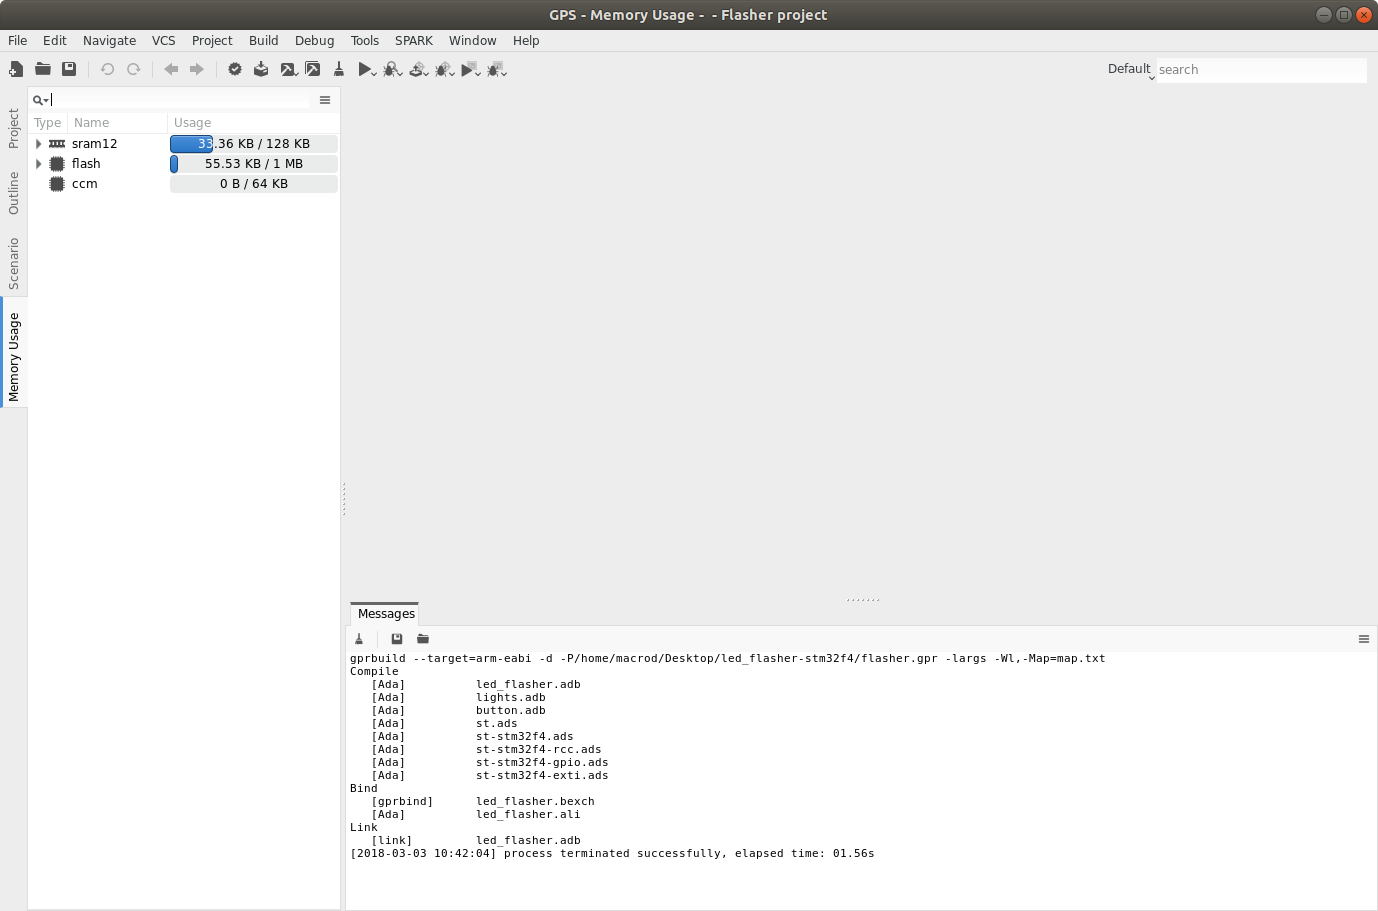 GPS - Memory Usage -  - Flasher project
File Edit Navigate VCS Project Build Debug Tools SPARK Window Help
Default search
Project
Outline
Scenario
Memory Usage
Type Name Usage
sram12 33.36 KB / 128 KB
flash 55.53 KB / 1 MB
ccm 0 B / 64 KB
Messages
gprbuild --target=arm-eabi -d -P/home/macrod/Desktop/led_flasher-stm32f4/flasher.gpr -largs -Wl,-Map=map.txt
Compile
   [Ada]          led_flasher.adb
   [Ada]          lights.adb
   [Ada]          button.adb
   [Ada]          st.ads
   [Ada]          st-stm32f4.ads
   [Ada]          st-stm32f4-rcc.ads
   [Ada]          st-stm32f4-gpio.ads
   [Ada]          st-stm32f4-exti.ads
Bind
   [gprbind]      led_flasher.bexch
   [Ada]          led_flasher.ali
Link
   [link]         led_flasher.adb
[2018-03-03 10:42:04] process terminated successfully, elapsed time: 01.56s